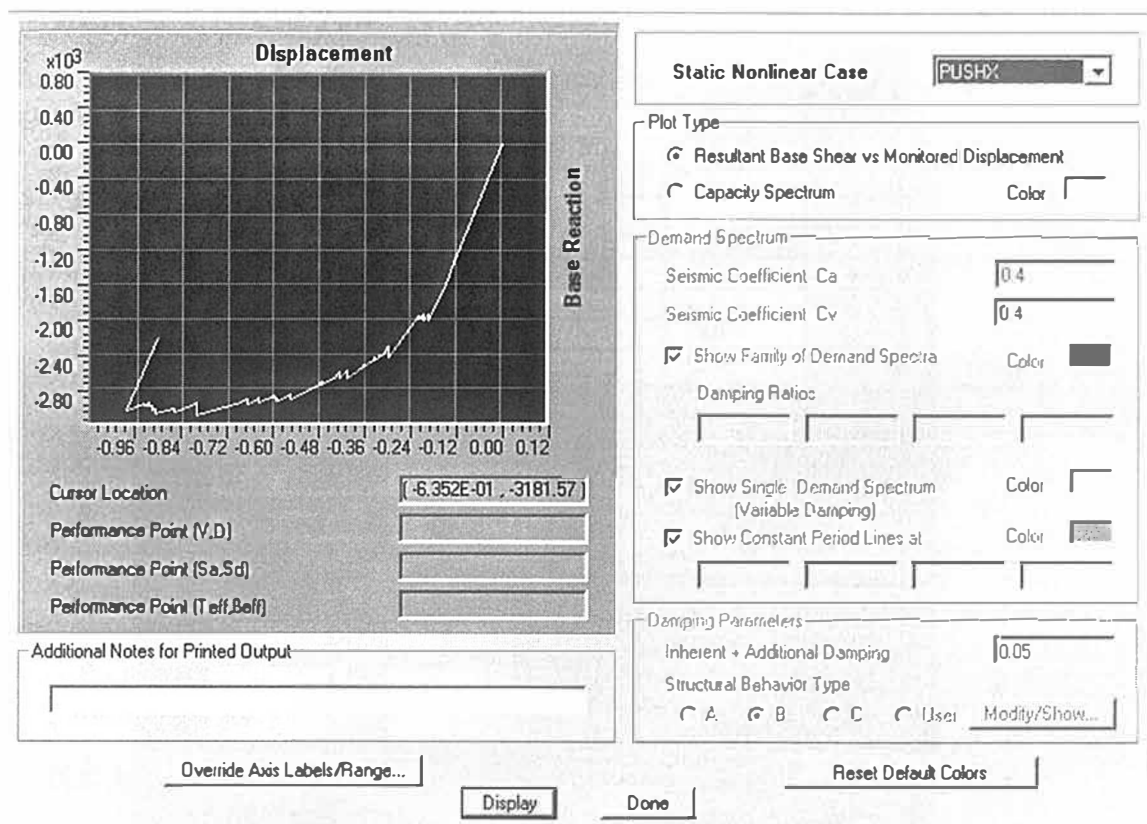 Displacement
x10³
0.80
0.40
0.00
-0.40
-0.80
-1.20
-1.60
-2.00
-2.40
-2.80
Base Reaction
-0.96 -0.84 -0.72 -0.60 -0.48 -0.36 -0.24 -0.12 0.00 0.12
Cursor Location
( -6.352E-01 , -3181.57 )
Performance Point (V,D)
Performance Point (Sa,Sd)
Performance Point (Teff,Beff)
Additional Notes for Printed Output
Static Nonlinear Case
PUSHX
Plot Type
Resultant Base Shear vs Monitored Displacement
Capacity Spectrum
Color
Demand Spectrum
Seismic Coefficient Ca
0.4
Seismic Coefficient Cv
0.4
Show Family of Demand Spectra
Color
Damping Ratios
Show Single Demand Spectrum
Color
(Variable Damping)
Show Constant Period Lines at
Color
Damping Parameters
Inherent + Additional Damping
0.05
Structural Behavior Type
A B C User Modify/Show...
Override Axis Labels/Range...
Reset Default Colors
Display Done